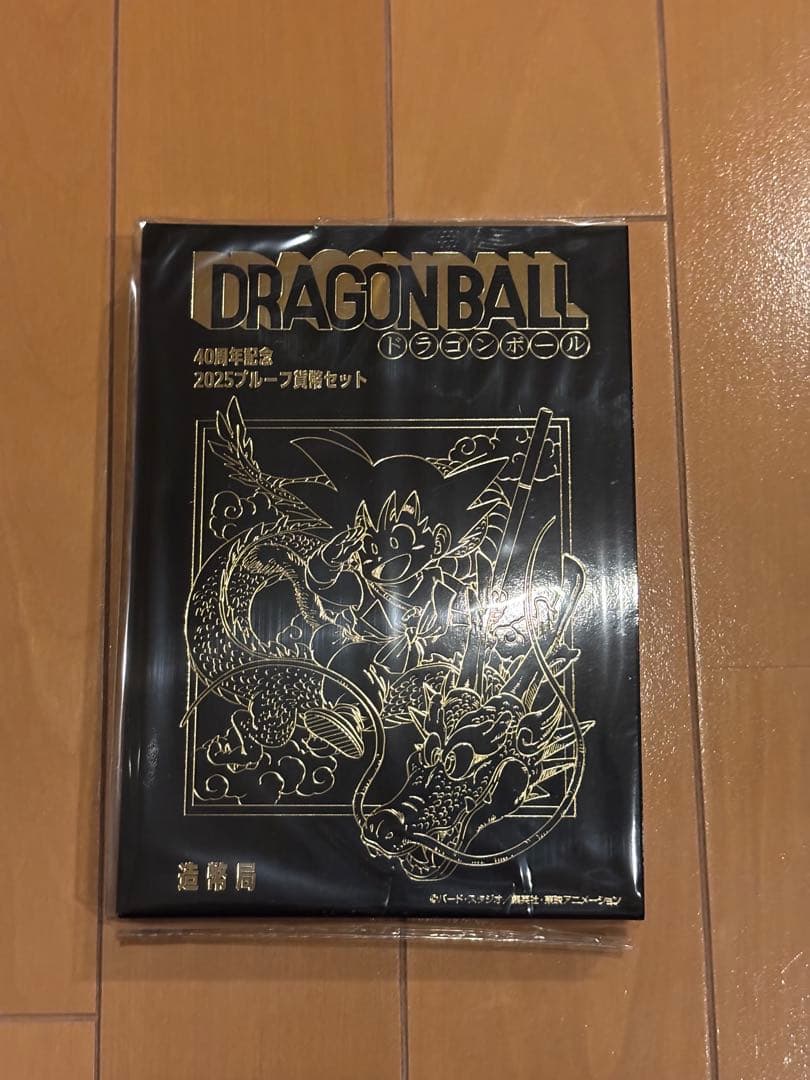 DRAGON BALL
ドラゴンボール
40周年記念
2025プルーフ貨幣セット
造幣局
©バード・スタジオ/集英社・東映アニメーション